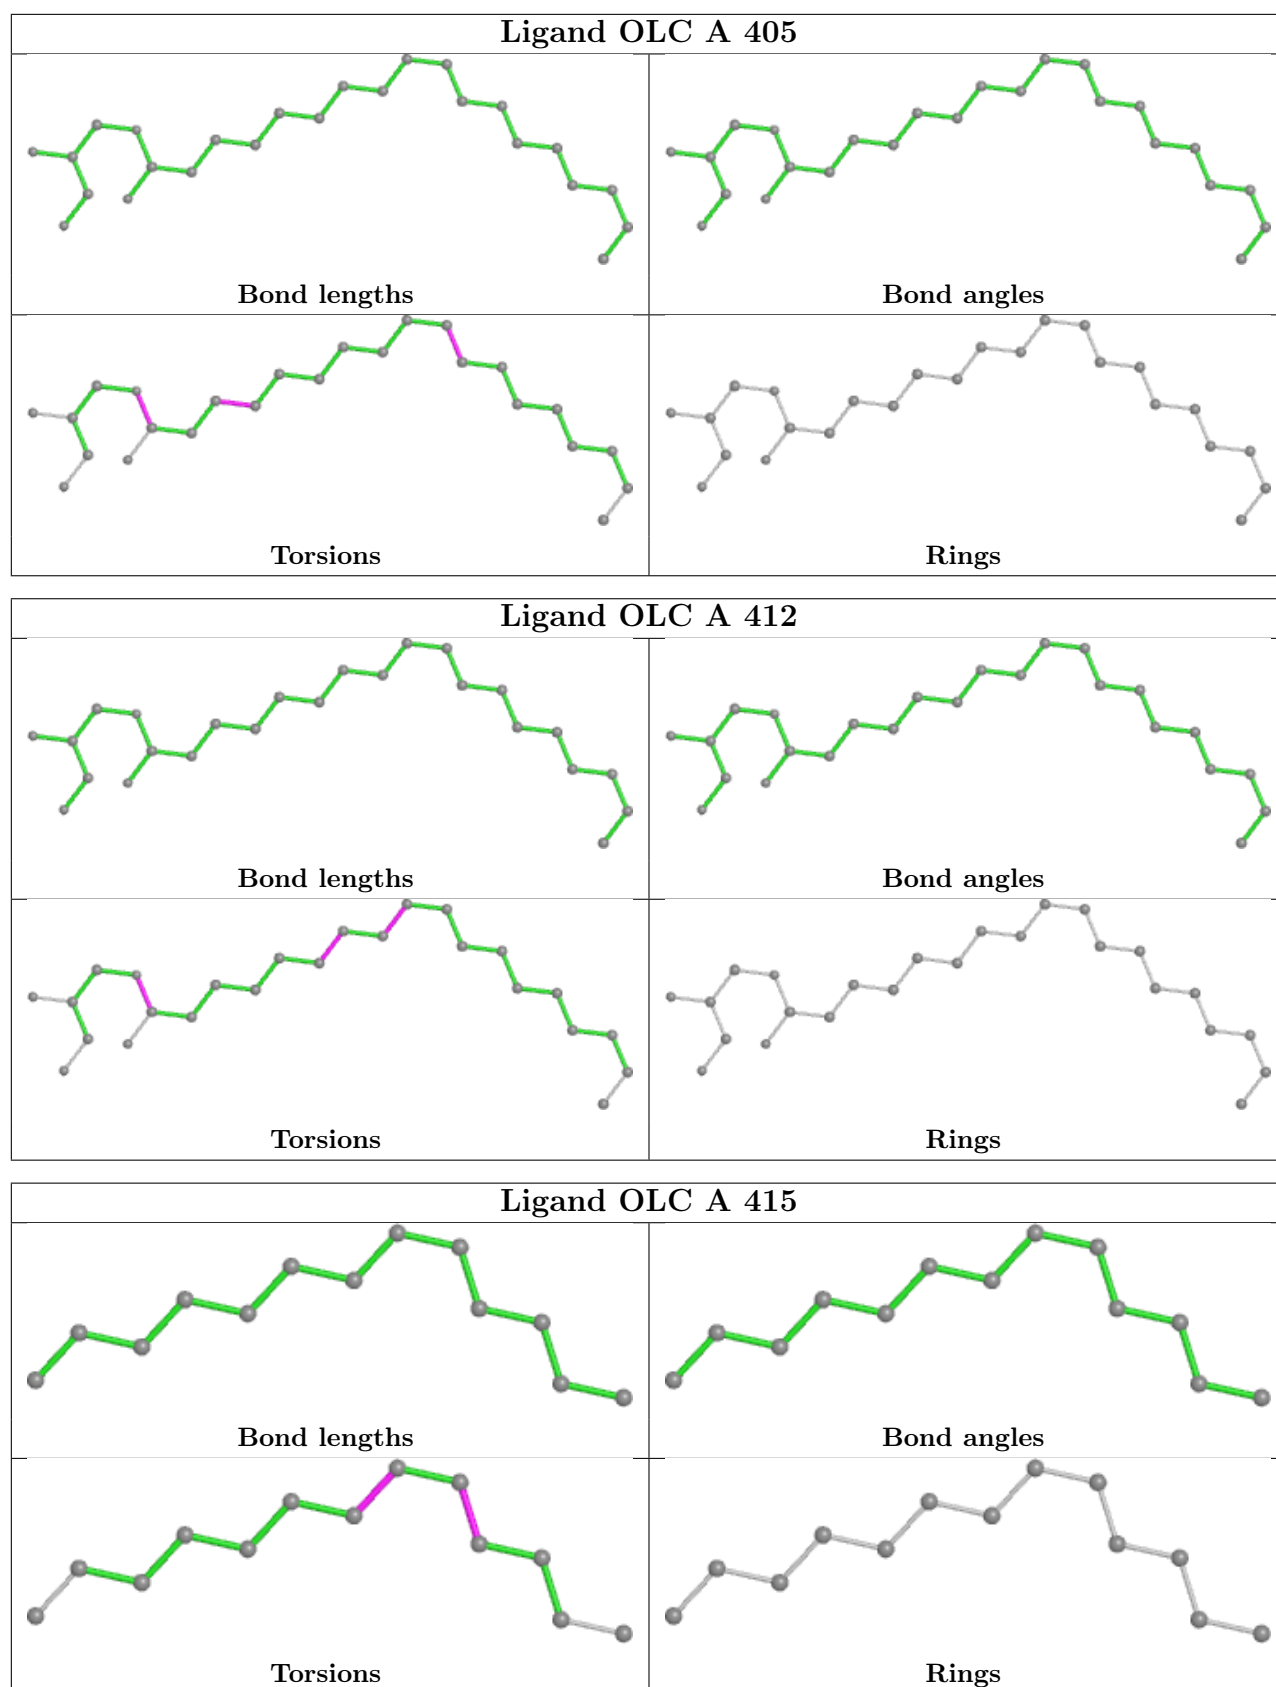 Ligand OLC A 405
Bond lengths
Bond angles
Torsions
Rings
Ligand OLC A 412
Bond lengths
Bond angles
Torsions
Rings
Ligand OLC A 415
Bond lengths
Bond angles
Torsions
Rings